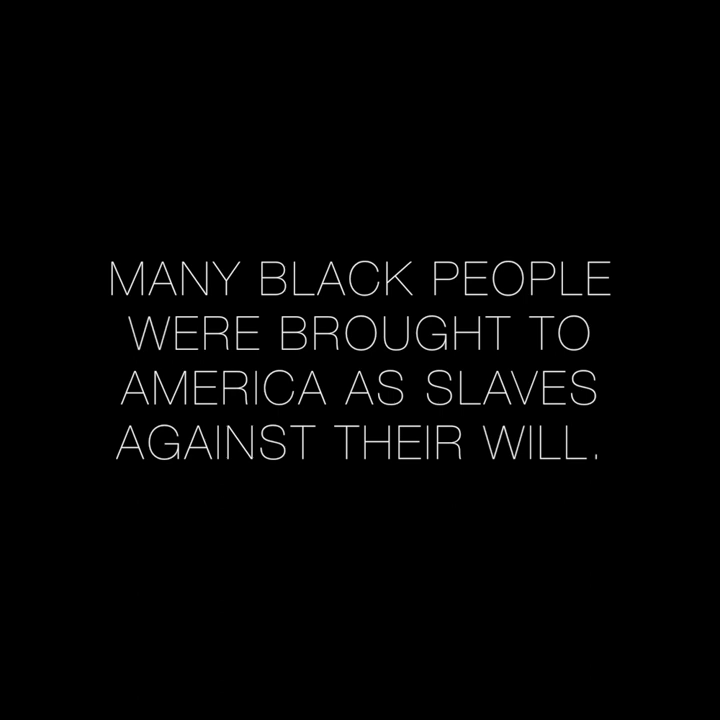 MANY BLACK PEOPLE
WERE BROUGHT TO
AMERICA AS SLAVES
AGAINST THEIR WILL.